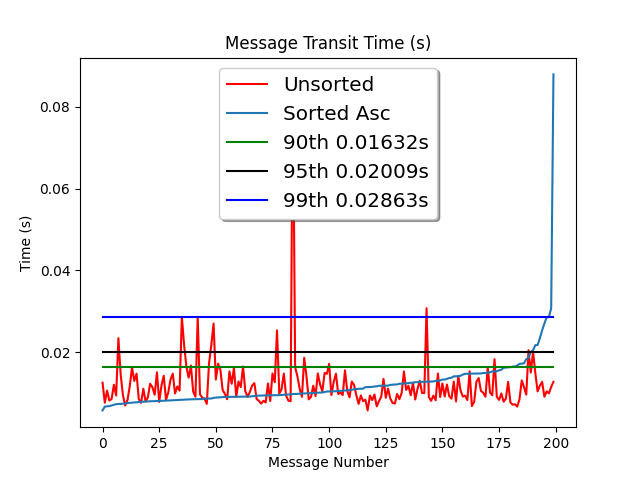 Message Transit Time (s)
Unsorted
Sorted Asc
90th 0.01632s
95th 0.02009s
99th 0.02863s
0.08
0.06
0.04
0.02
Time (s)
0 25 50 75 100 125 150 175 200
Message Number